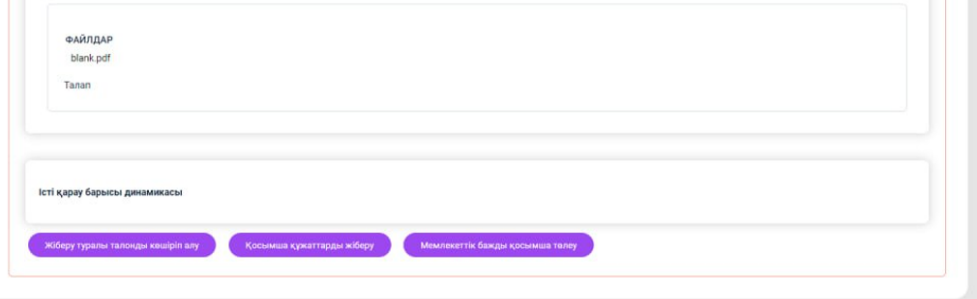 ФАЙЛДАР
blank.pdf
Талап
Істі қарау барысы динамикасы
Жіберу туралы талонды көшіріп алу
Қосымша құжаттарды жіберу
Мемлекеттік бажды қосымша төлеу